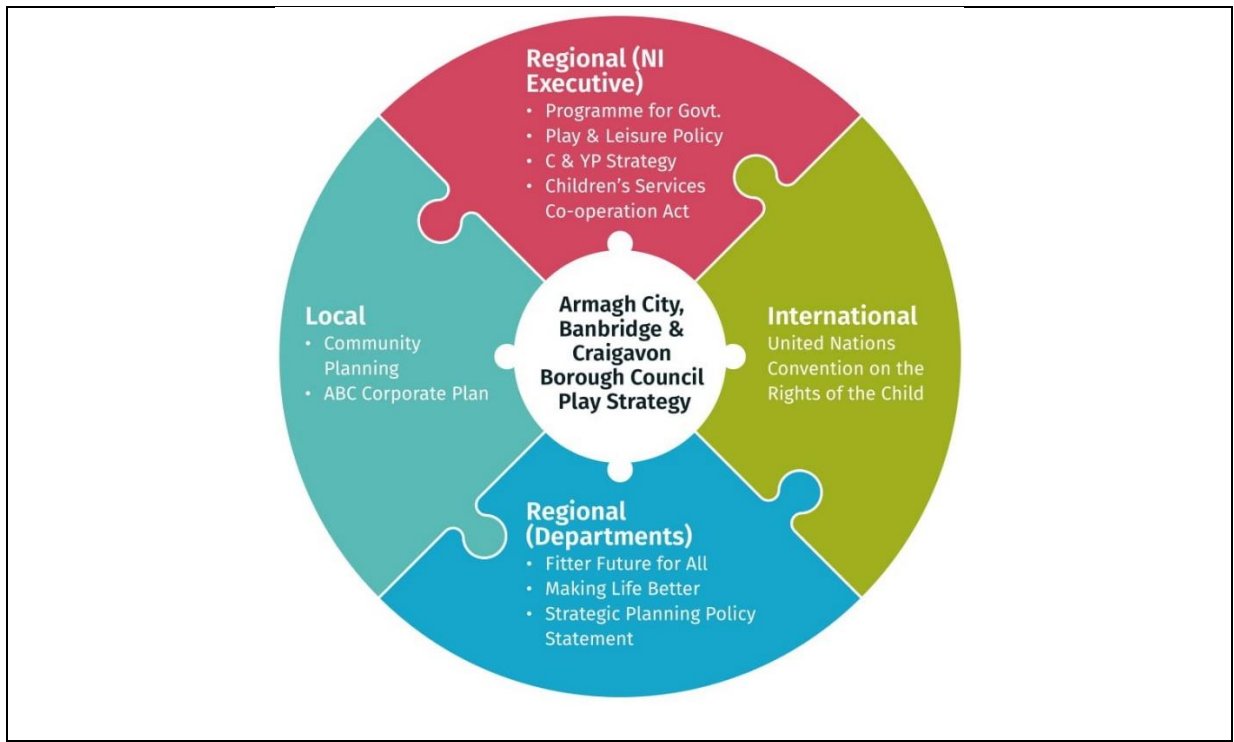 Regional (NI
Executive)
• Programme for Govt.
• Play & Leisure Policy
• C & YP Strategy
• Children's Services
Co-operation Act
Local
• Community
Planning
• ABC Corporate Plan
Armagh City,
Banbridge &
Craigavon
Borough Council
Play Strategy
International
United Nations
Convention on the
Rights of the Child
Regional
(Departments)
• Fitter Future for All
• Making Life Better
• Strategic Planning Policy
Statement